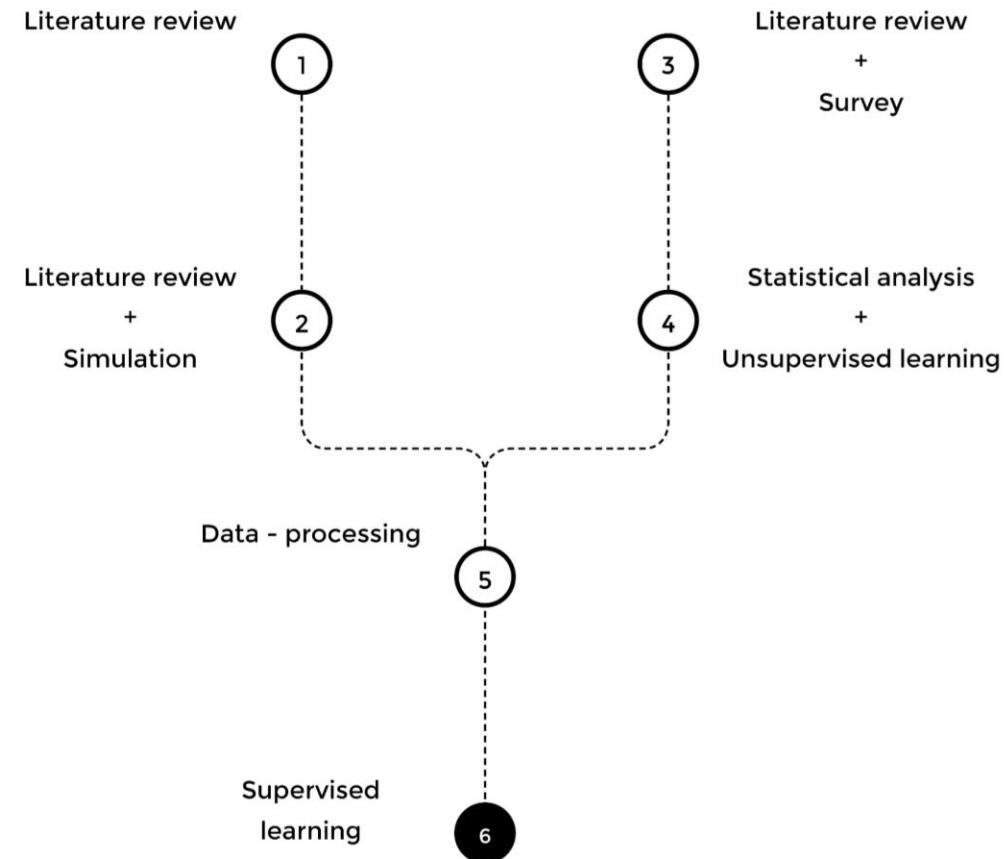 Literature review
1
3
Literature review
+
Survey
Literature review
+
Simulation
2
4
Statistical analysis
+
Unsupervised learning
Data - processing
5
Supervised
learning
6